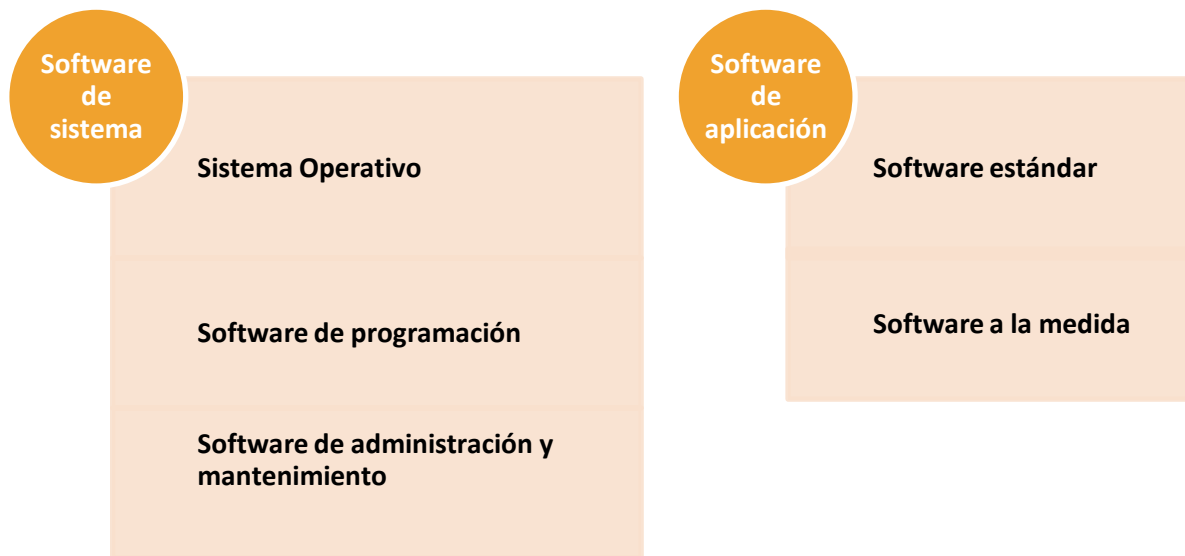 Software
de
sistema
Sistema Operativo
Software de programación
Software de administración y
mantenimiento
Software
de
aplicación
Software estándar
Software a la medida